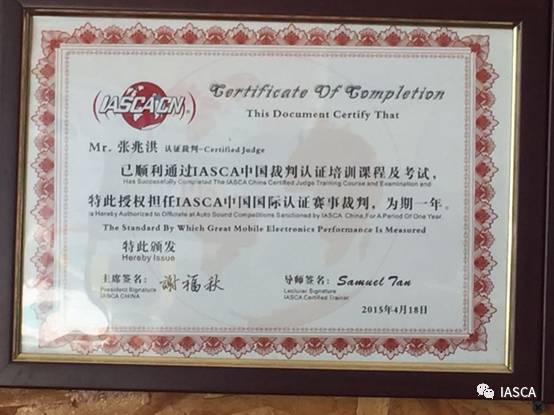 IASCA.CN
Certificate Of Completion
This Document Certify That
Mr. 张兆洪 认证裁判-Certified Judge
已顺利通过IASCA中国裁判认证培训课程及考试，
Has Successfully Completed The IASCA China Certified Judge Training Course and Examination and
特此授权担任IASCA中国国际认证赛事裁判，为期一年。
is Hereby Authorized to Officiate at Auto Sound Competitions Sanctioned by IASCA China, For A Period Of One Year.
The Standard By Which Great Mobile Electronics Performance Is Measured
特此颁发
Hereby Issue
主席签名： 谢福秋
President Signature
IASCA CHINA
导师签名： Samuel Tan
Lecturer Signature
IASCA Certified Trainer
2015年4月18日
IASCA